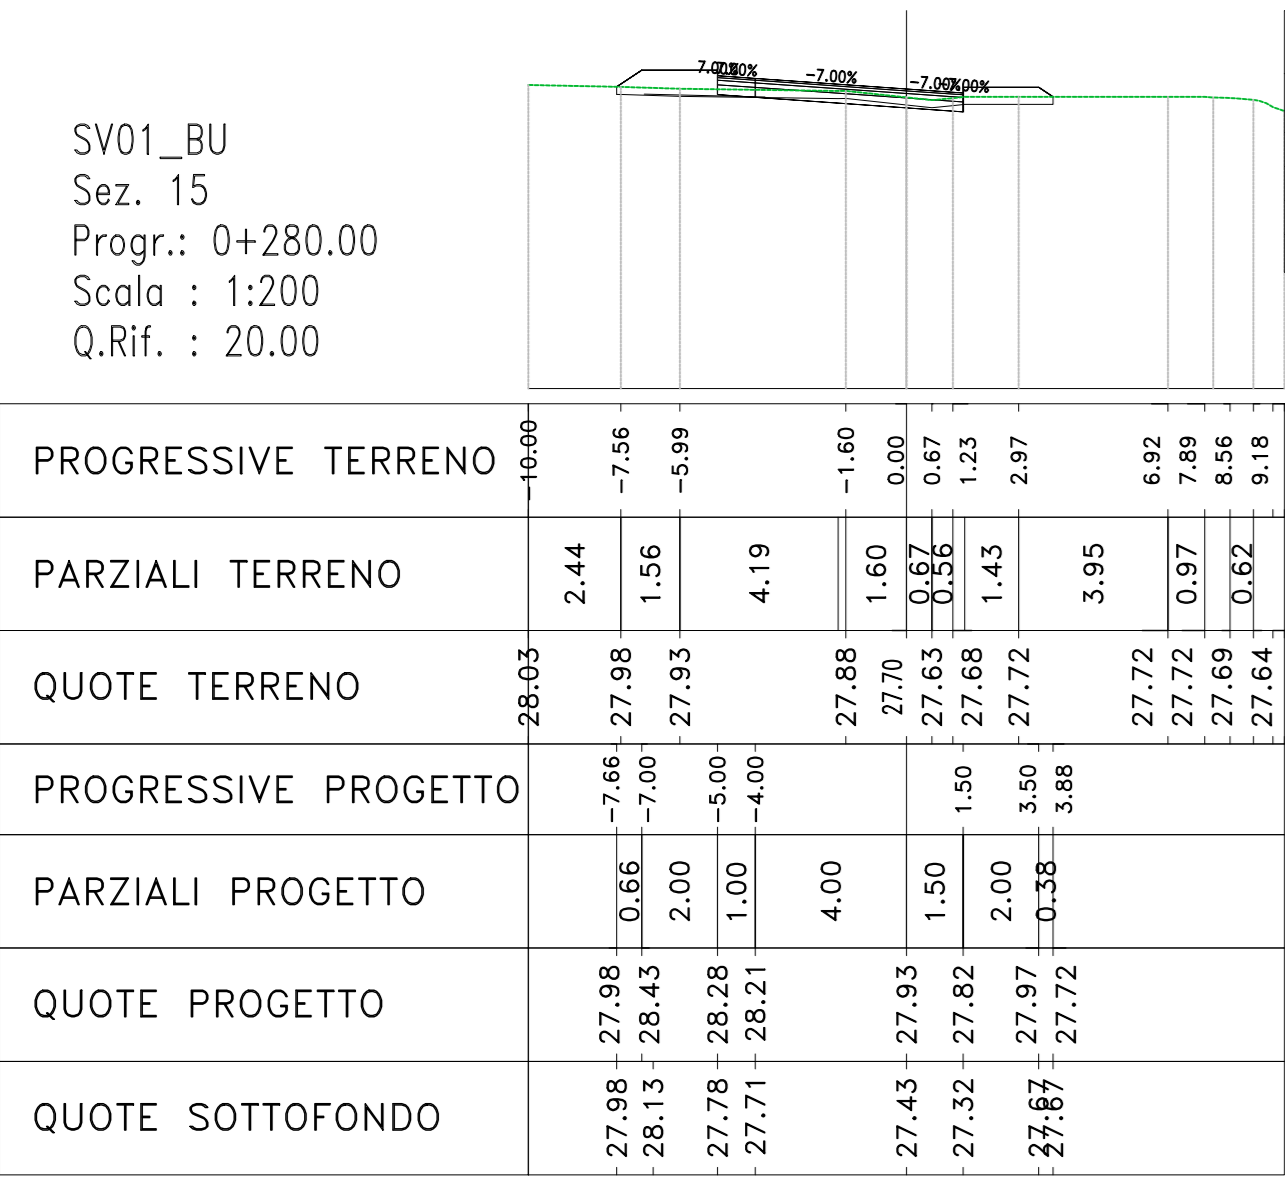 -7.00%
SV01_BU
Sez. 15
Progr.: 0+280.00
Scala : 1:200
Q.Rif. : 20.00
PROGRESSIVE TERRENO -10.00 -7.56 -5.99 -1.60 0.00 0.67 1.23 2.97 6.92 7.89 8.56 9.18
PARZIALI TERRENO 2.44 1.56 4.19 1.60 0.67 0.56 1.43 3.95 0.97 0.62
QUOTE TERRENO 28.03 27.98 27.93 27.88 27.70 27.63 27.68 27.72 27.72 27.72 27.69 27.64
PROGRESSIVE PROGETTO -7.66 -7.00 -5.00 -4.00 1.50 3.50 3.88
PARZIALI PROGETTO 0.66 2.00 1.00 4.00 1.50 2.00 0.38
QUOTE PROGETTO 27.98 28.43 28.28 28.21 27.93 27.82 27.97 27.72
QUOTE SOTTOFONDO 27.98 28.13 27.78 27.71 27.43 27.32 27.67 27.67